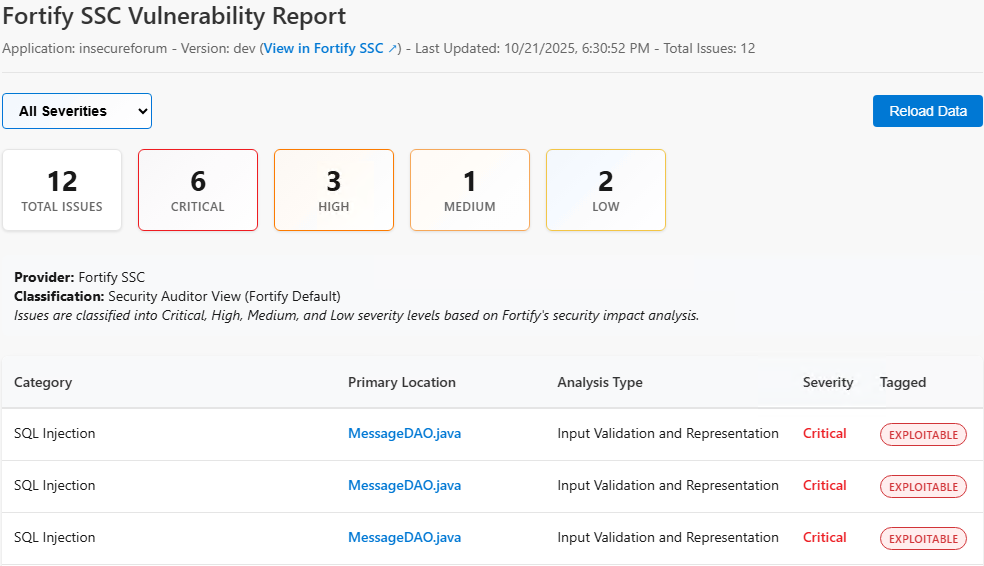 Fortify SSC Vulnerability Report
Application: insecureforum - Version: dev (View in Fortify SSC ↗) - Last Updated: 10/21/2025, 6:30:52 PM - Total Issues: 12
All Severities
Reload Data
12
TOTAL ISSUES
6
CRITICAL
3
HIGH
1
MEDIUM
2
LOW
Provider: Fortify SSC
Classification: Security Auditor View (Fortify Default)
Issues are classified into Critical, High, Medium, and Low severity levels based on Fortify's security impact analysis.
Category Primary Location Analysis Type Severity Tagged
SQL Injection MessageDAO.java Input Validation and Representation Critical EXPLOITABLE
SQL Injection MessageDAO.java Input Validation and Representation Critical EXPLOITABLE
SQL Injection MessageDAO.java Input Validation and Representation Critical EXPLOITABLE